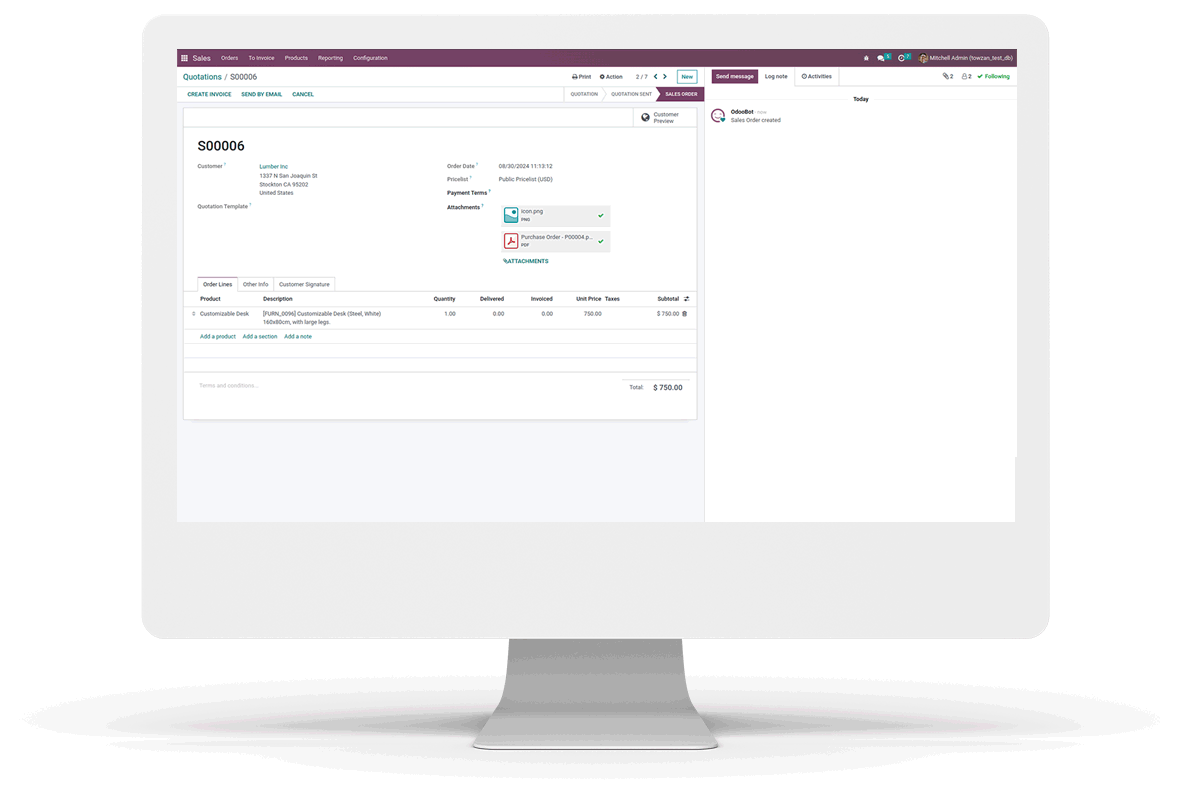 Sales Orders To Invoice Products Reporting Configuration 5 7 Mitchell Admin (towzan_test_db)
Quotations / S00006 Print Action 2 / 7 New Send message Log note Activities 2 2 Following
CREATE INVOICE SEND BY EMAIL CANCEL QUOTATION QUOTATION SENT SALES ORDER
Today
Customer
Preview
OdooBot - now
Sales Order created
S00006
Customer ? Lumber Inc
1337 N San Joaquin St
Stockton CA 95202
United States
Quotation Template ?
Order Date ? 08/30/2024 11:13:12
Pricelist ? Public Pricelist (USD)
Payment Terms ?
Attachments ?
icon.png
PNG
Purchase Order - P00004.p...
PDF
ATTACHMENTS
Order Lines Other Info Customer Signature
Product Description Quantity Delivered Invoiced Unit Price Taxes Subtotal
Customizable Desk [FURN_0096] Customizable Desk (Steel, White) 1.00 0.00 0.00 750.00 $ 750.00
160x80cm, with large legs.
Add a product Add a section Add a note
Terms and conditions...
Total: $ 750.00